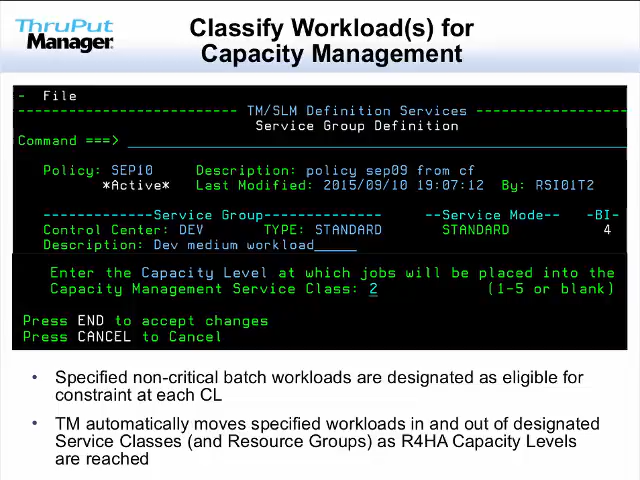 ThruPut
Manager®
Classify Workload(s) for
Capacity Management
- File
-------------------------- TM/SLM Definition Services ------------------
Service Group Definition
Command ===>
Policy: SEP10 Description: policy sep09 from cf
*Active* Last Modified: 2015/09/10 19:07:12 By: RSI01T2
-------------Service Group-------------- --Service Mode-- -BI-
Control Center: DEV TYPE: STANDARD STANDARD 4
Description: Dev medium workload_____
Enter the Capacity Level at which jobs will be placed into the
Capacity Management Service Class: 2 (1-5 or blank)
Press END to accept changes
Press CANCEL to Cancel
• Specified non-critical batch workloads are designated as eligible for
constraint at each CL
• TM automatically moves specified workloads in and out of designated
Service Classes (and Resource Groups) as R4HA Capacity Levels
are reached